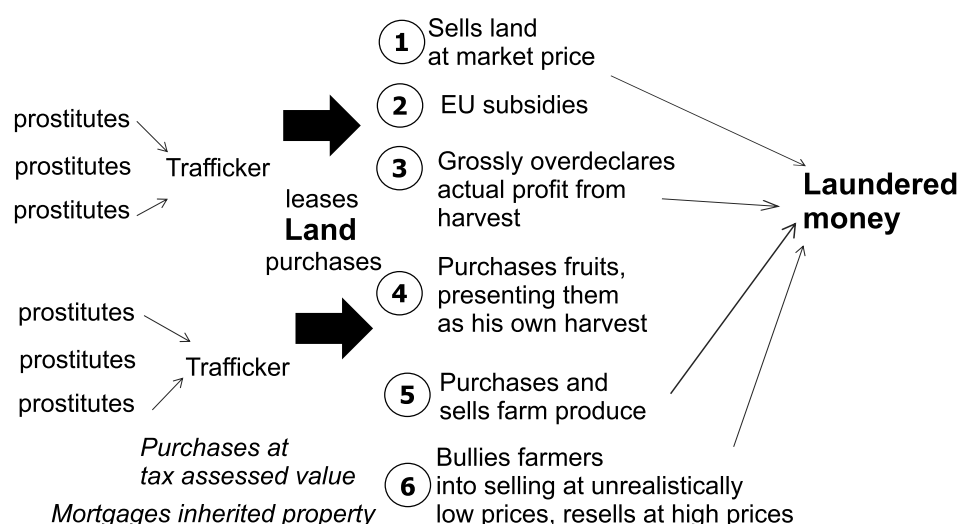 prostitutes
prostitutes
prostitutes
Trafficker
prostitutes
prostitutes
prostitutes
Trafficker
Purchases at
tax assessed value
Mortgages inherited property
leases
Land
purchases
1 Sells land
at market price
2 EU subsidies
3 Grossly overdeclares
actual profit from
harvest
4 Purchases fruits,
presenting them
as his own harvest
5 Purchases and
sells farm produce
6 Bullies farmers
into selling at unrealistically
low prices, resells at high prices
Laundered
money